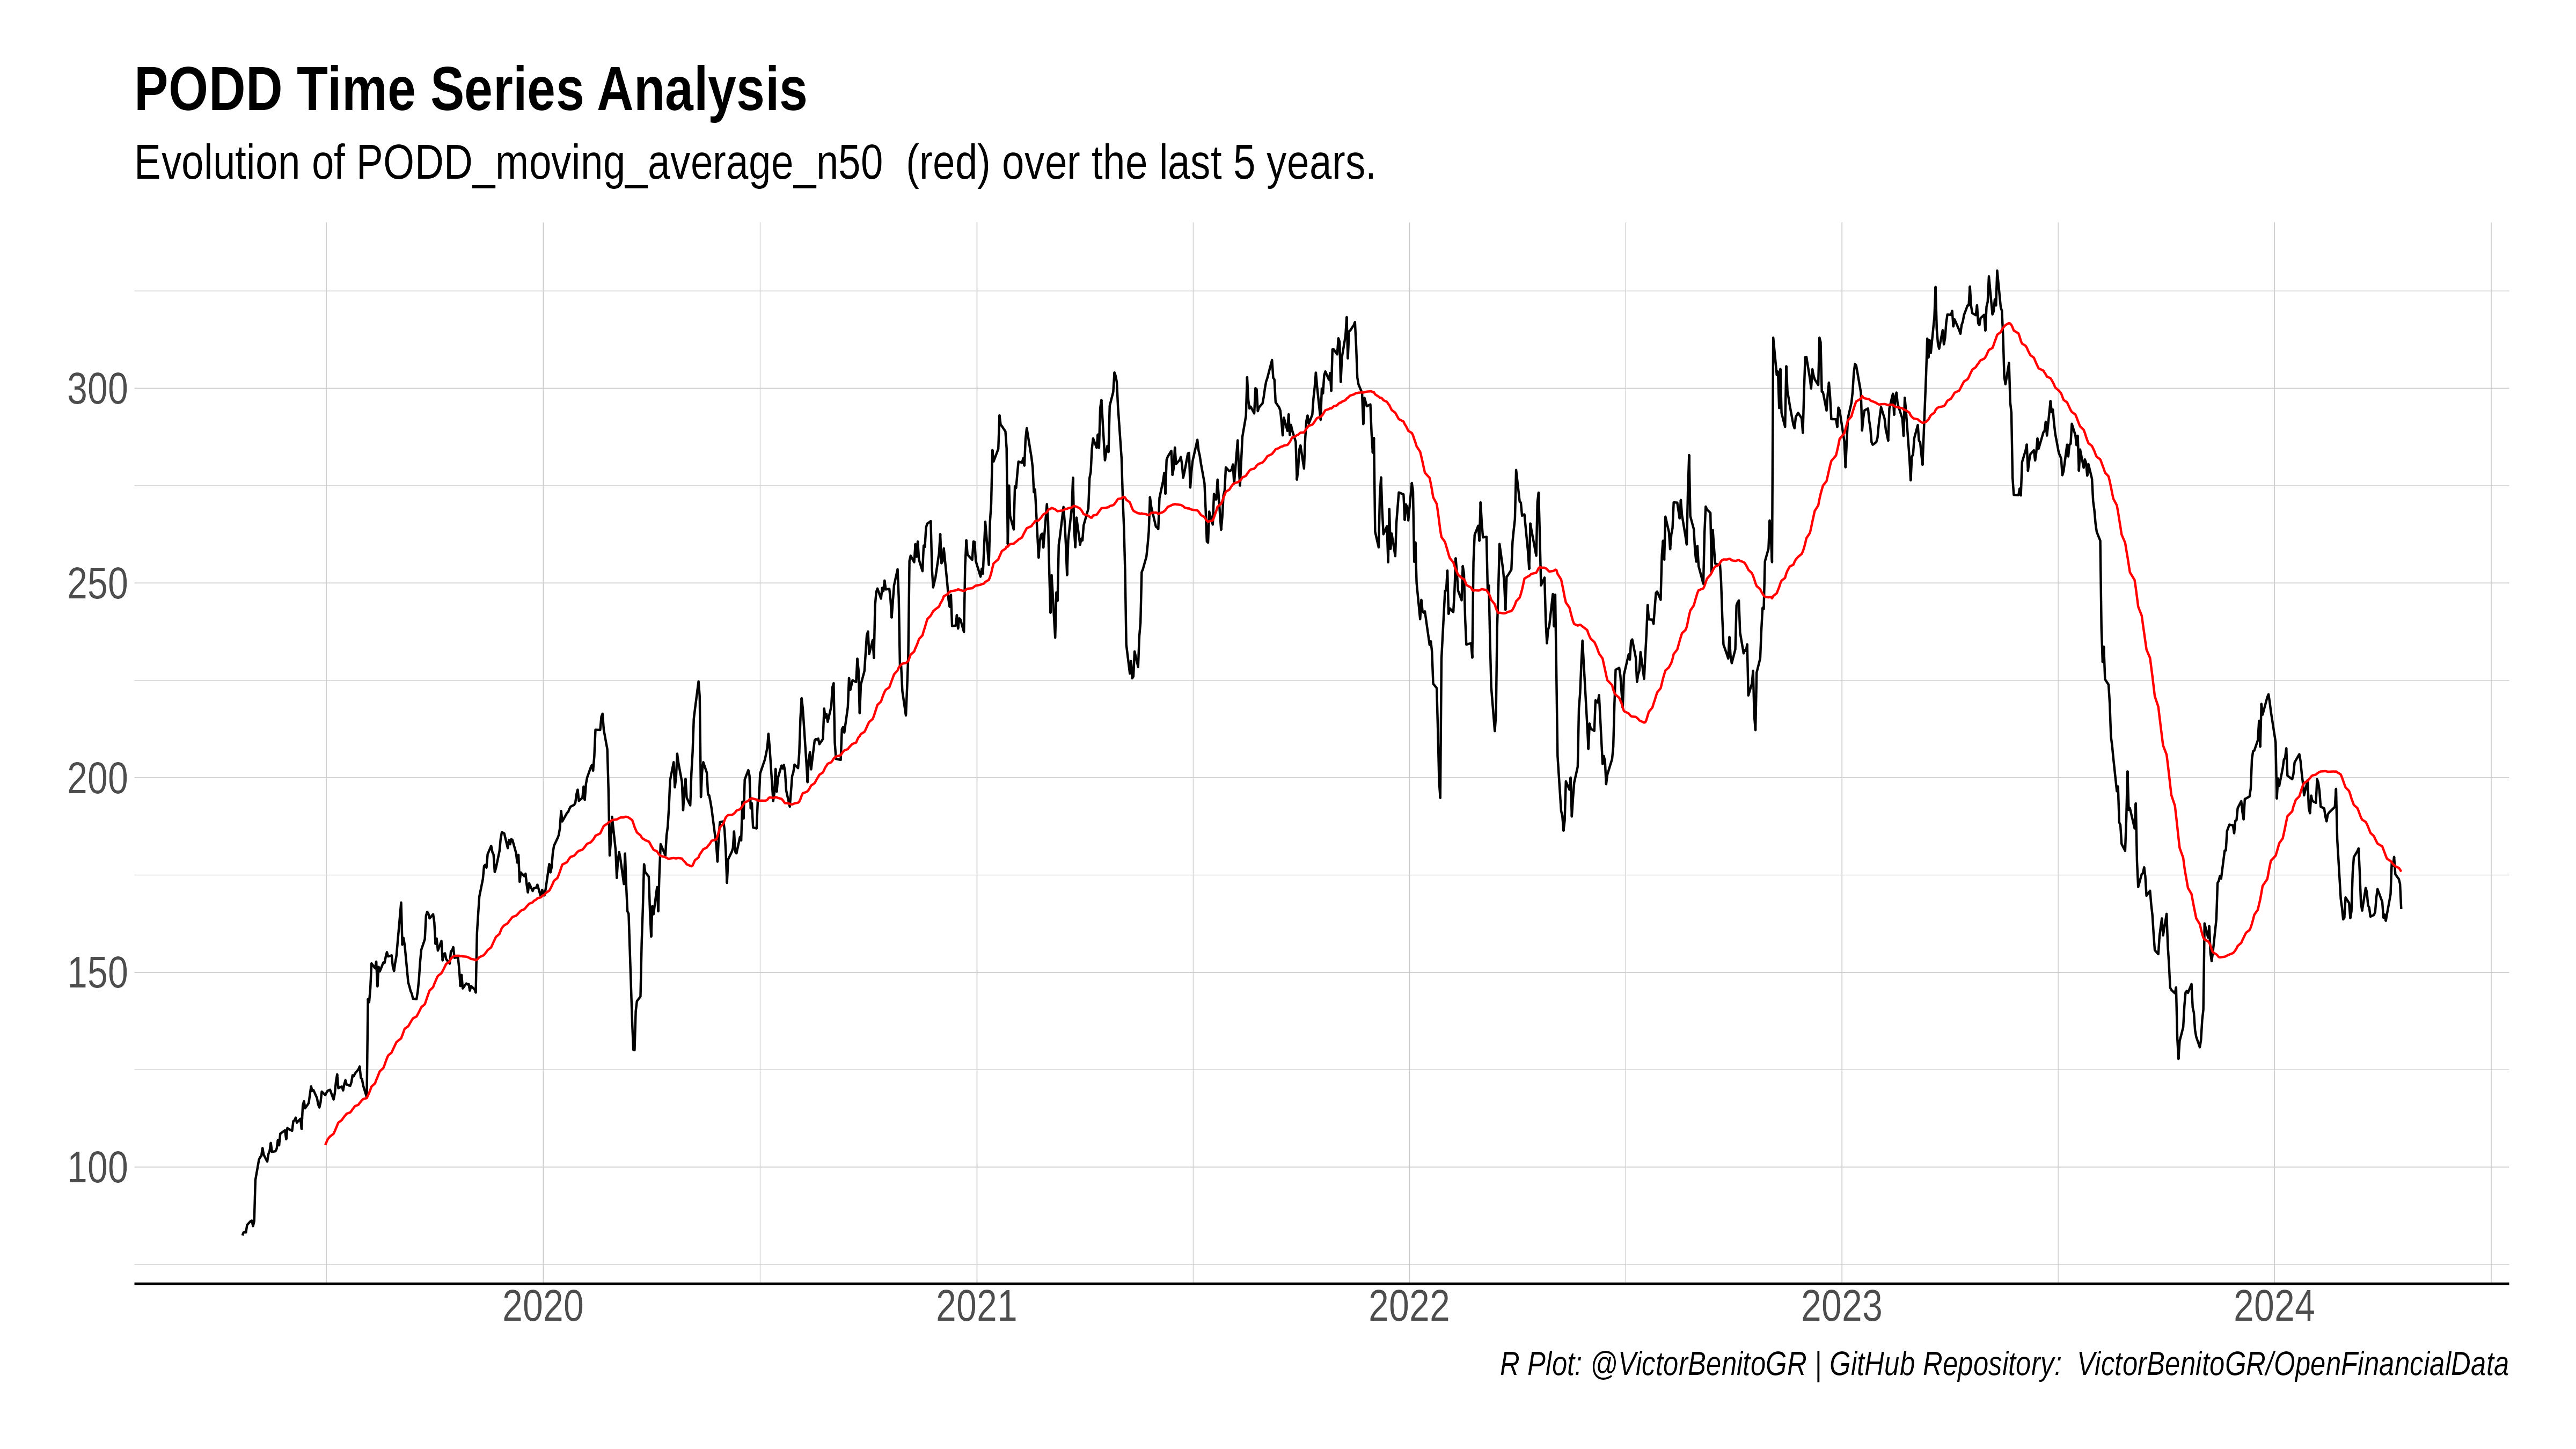 PODD Time Series Analysis
Evolution of PODD_moving_average_n50  (red) over the last 5 years.
300
250
200
150
100
2020 2021 2022 2023 2024
R Plot: @VictorBenitoGR | GitHub Repository:  VictorBenitoGR/OpenFinancialData